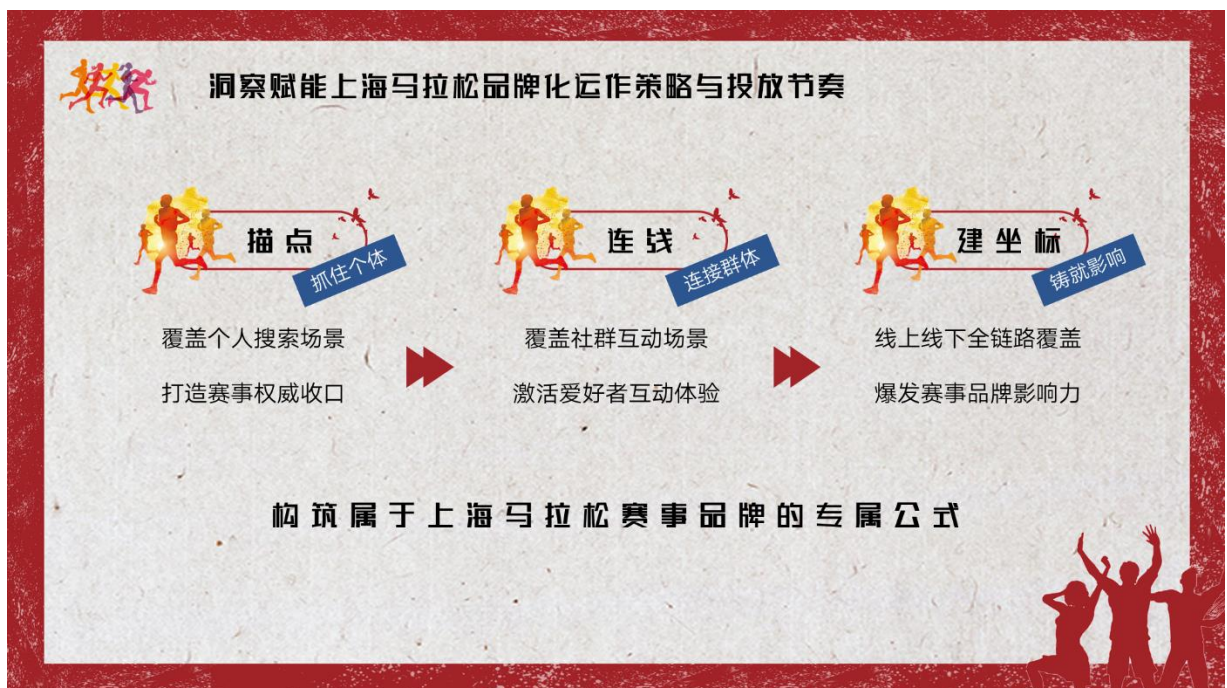 洞察赋能上海马拉松品牌化运作策略与投放节奏
描点
抓住个体
覆盖个人搜索场景
打造赛事权威收口
连线
连接群体
覆盖社群互动场景
激活爱好者互动体验
建坐标
铸就影响
线上线下全链路覆盖
爆发赛事品牌影响力
构筑属于上海马拉松赛事品牌的专属公式